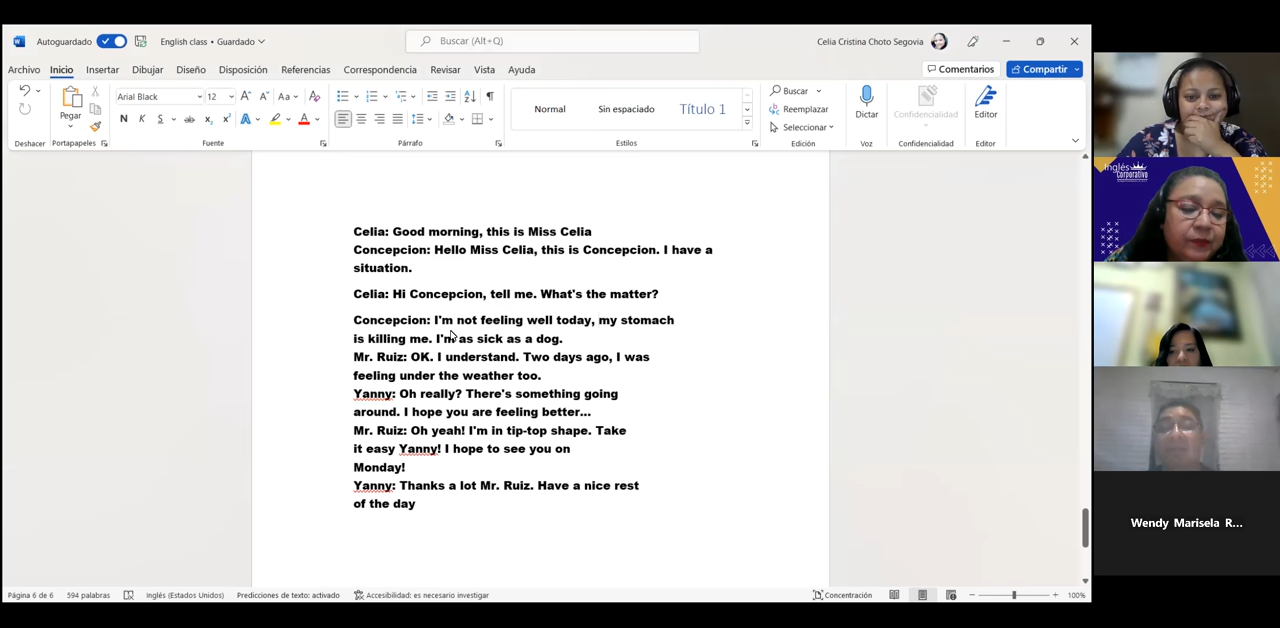 Autoguardado
English class • Guardado
Buscar (Alt+Q)
Celia Cristina Choto Segovia
Archivo Inicio Insertar Dibujar Diseño Disposición Referencias Correspondencia Revisar Vista Ayuda
Comentarios Compartir
Pegar
Arial Black 12
Normal
Sin espaciado
Título 1
Buscar
Reemplazar
Seleccionar
Dictar
Confidencialidad
Editor
Deshacer Portapapeles Fuente Párrafo Estilos Edición Voz Confidencialidad Editor
Celia: Good morning, this is Miss Celia
Concepcion: Hello Miss Celia, this is Concepcion. I have a
situation.
Celia: Hi Concepcion, tell me. What's the matter?
Concepcion: I'm not feeling well today, my stomach
is killing me. I'm as sick as a dog.
Mr. Ruiz: OK. I understand. Two days ago, I was
feeling under the weather too.
Yanny: Oh really? There's something going
around. I hope you are feeling better...
Mr. Ruiz: Oh yeah! I'm in tip-top shape. Take
it easy Yanny! I hope to see you on
Monday!
Yanny: Thanks a lot Mr. Ruiz. Have a nice rest
of the day
Página 6 de 6 594 palabras Inglés (Estados Unidos) Predicciones de texto: activado Accesibilidad: es necesario investigar Concentración 100%
Inglés
Corporativo
Wendy Marisela R...